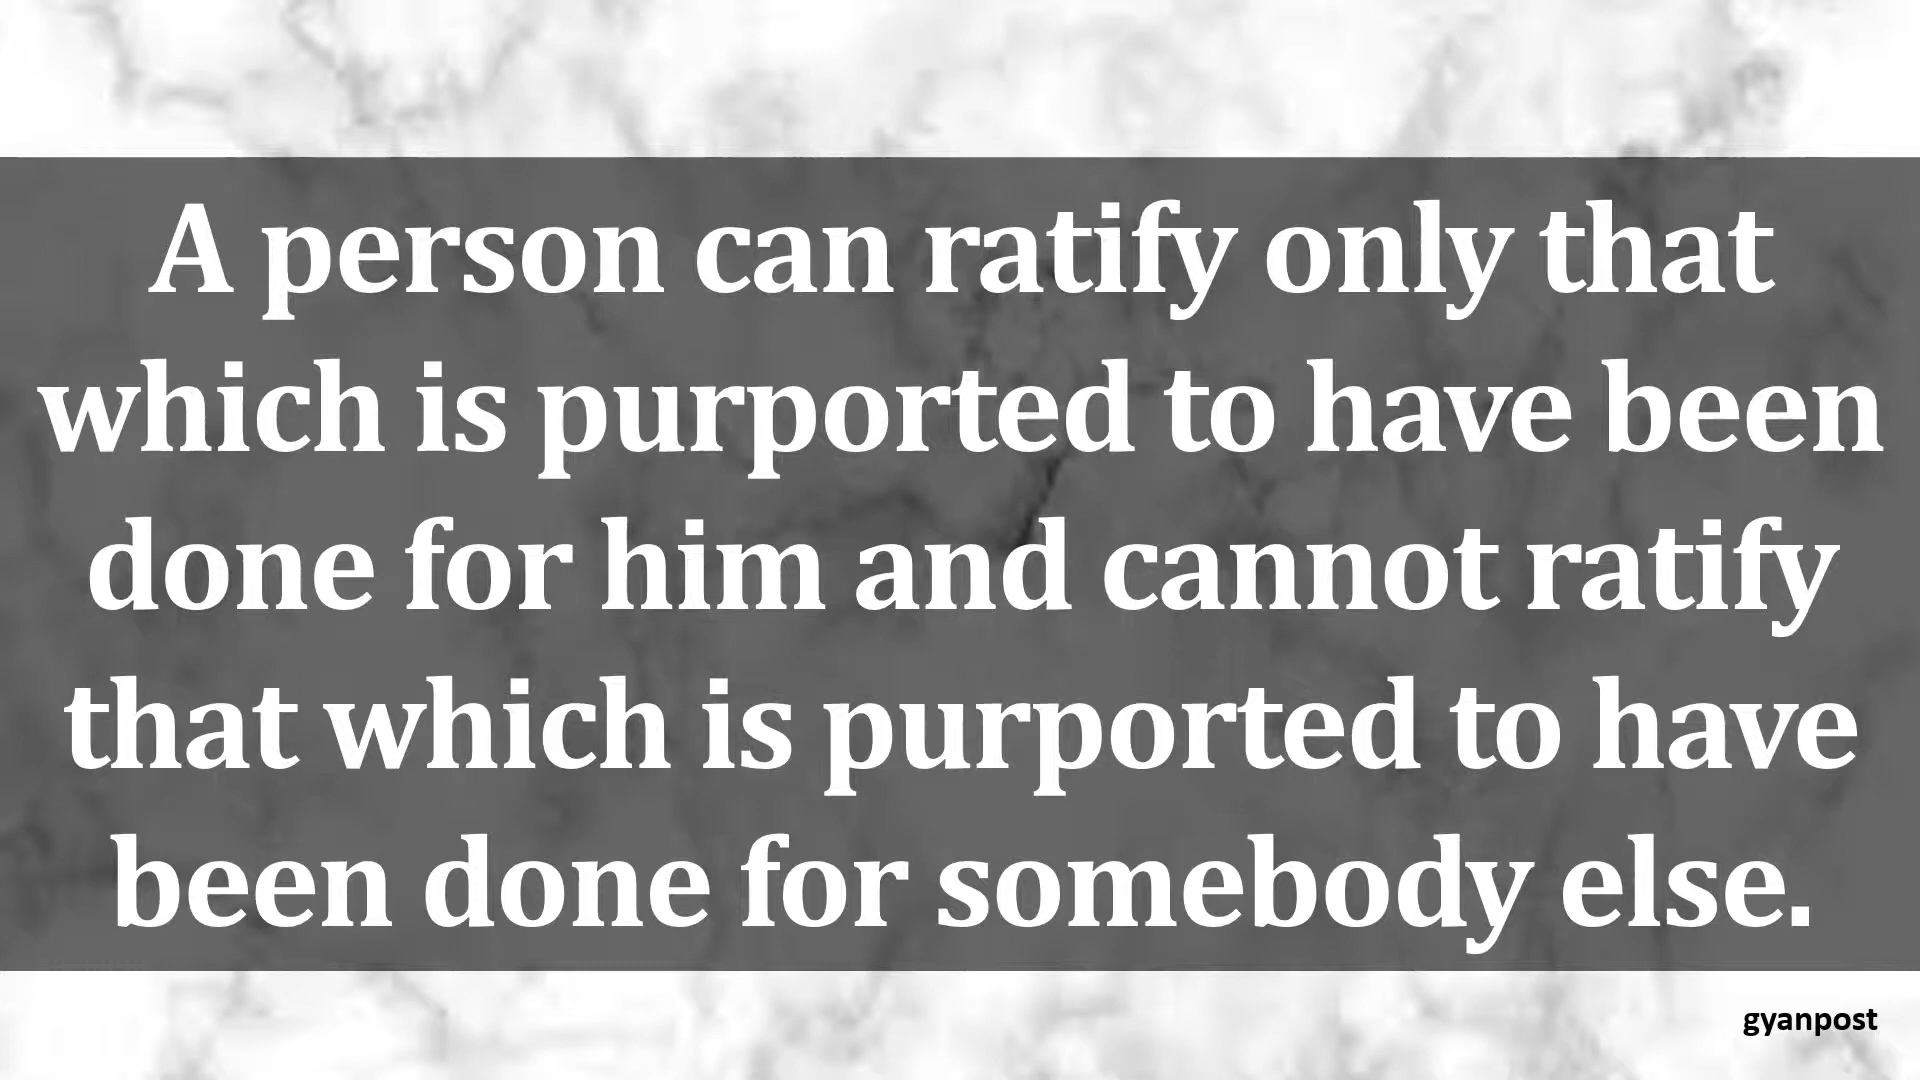 A person can ratify only that
which is purported to have been
done for him and cannot ratify
that which is purported to have
been done for somebody else.
gyanpost